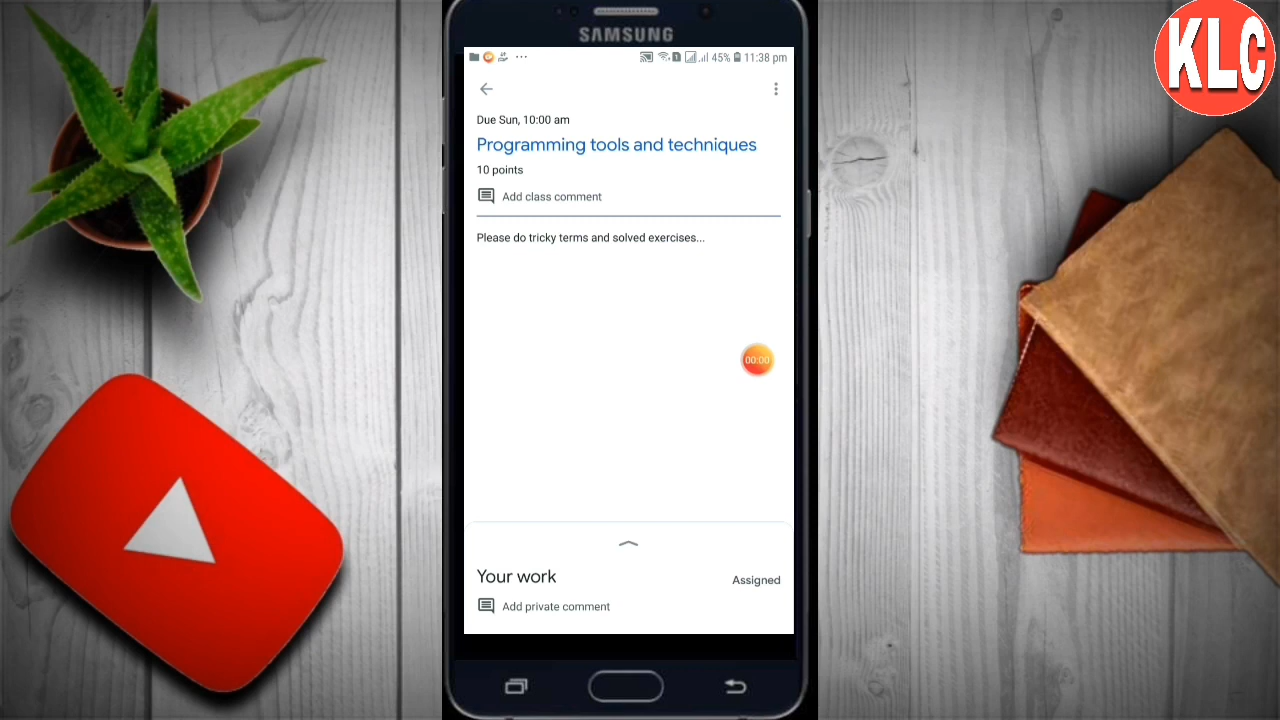 SAMSUNG
KLC
45% 11:38 pm
Due Sun, 10:00 am
Programming tools and techniques
10 points
Add class comment
Please do tricky terms and solved exercises...
00:00
Your work
Assigned
Add private comment